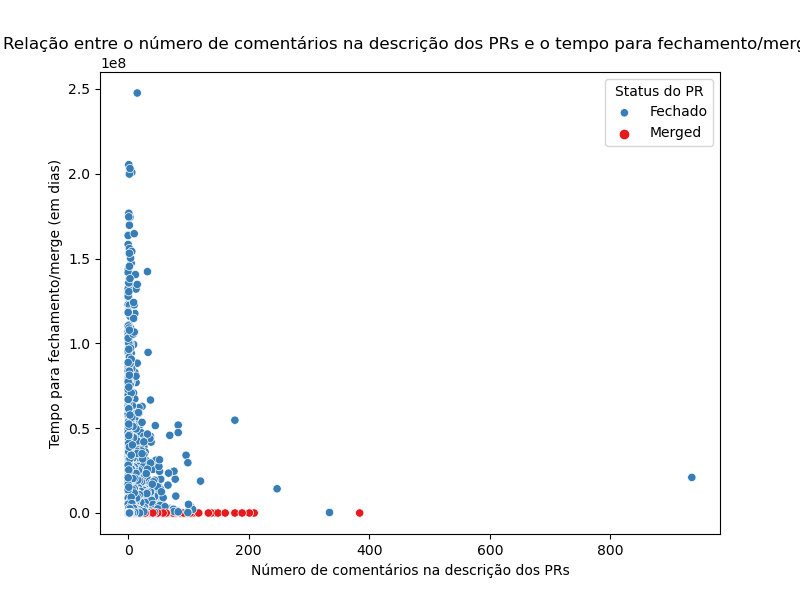 Relação entre o número de comentários na descrição dos PRs e o tempo para fechamento/merg
1e8
2.5
2.0
1.5
1.0
0.5
0.0
Tempo para fechamento/merge (em dias)
Status do PR
Fechado
Merged
0 200 400 600 800
Número de comentários na descrição dos PRs